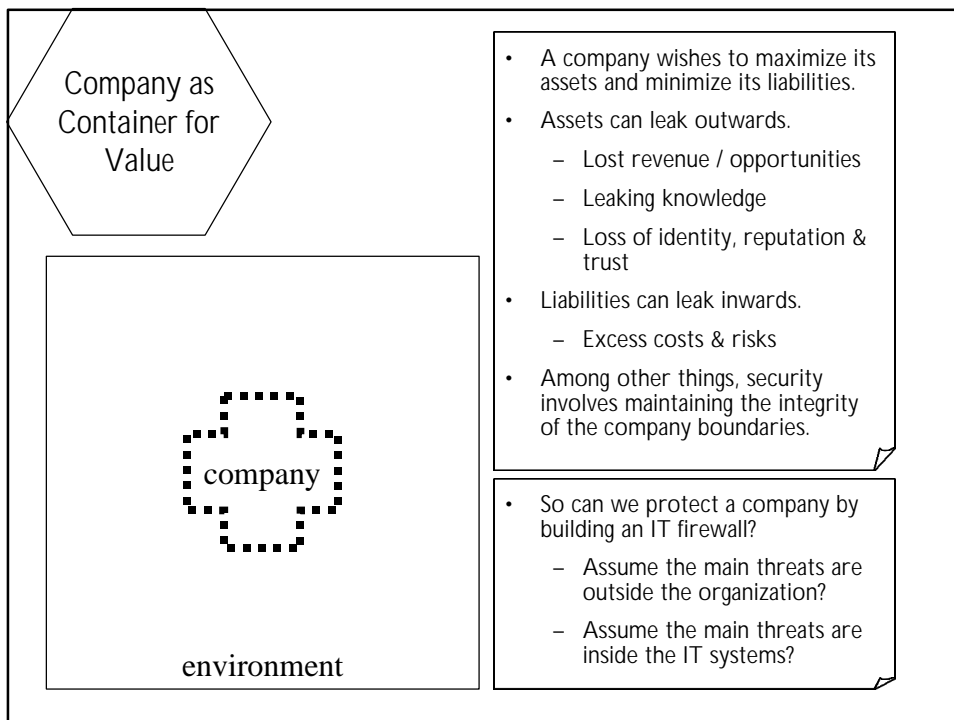 Company as
Container for
Value
• A company wishes to maximize its
assets and minimize its liabilities.
• Assets can leak outwards.
– Lost revenue / opportunities
– Leaking knowledge
– Loss of identity, reputation &
trust
• Liabilities can leak inwards.
– Excess costs & risks
• Among other things, security
involves maintaining the integrity
of the company boundaries.
company
environment
• So can we protect a company by
building an IT firewall?
– Assume the main threats are
outside the organization?
– Assume the main threats are
inside the IT systems?